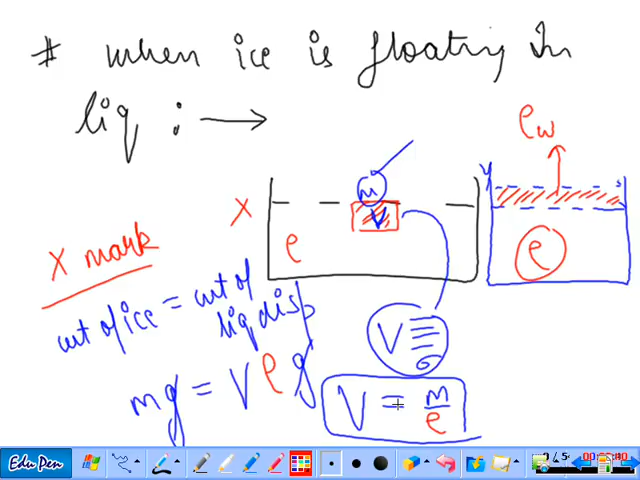 # when ice is floating in
liq : →
ρw
m
y
X
V
ρ
ρ
X mark
wt of ice = wt of
liq disp
V
mg = Vρg
V = m/ρ
Edu Pen